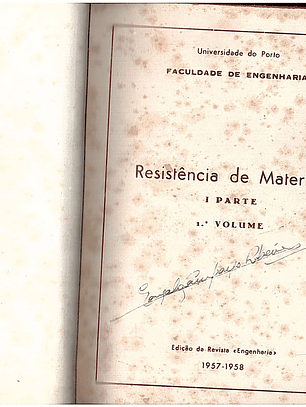 Universidade do Porto
FACULDADE DE ENGENHARIA
Resistência de Mater
I PARTE
1.º VOLUME
Edição da Revista «Engenharia»
1957-1958